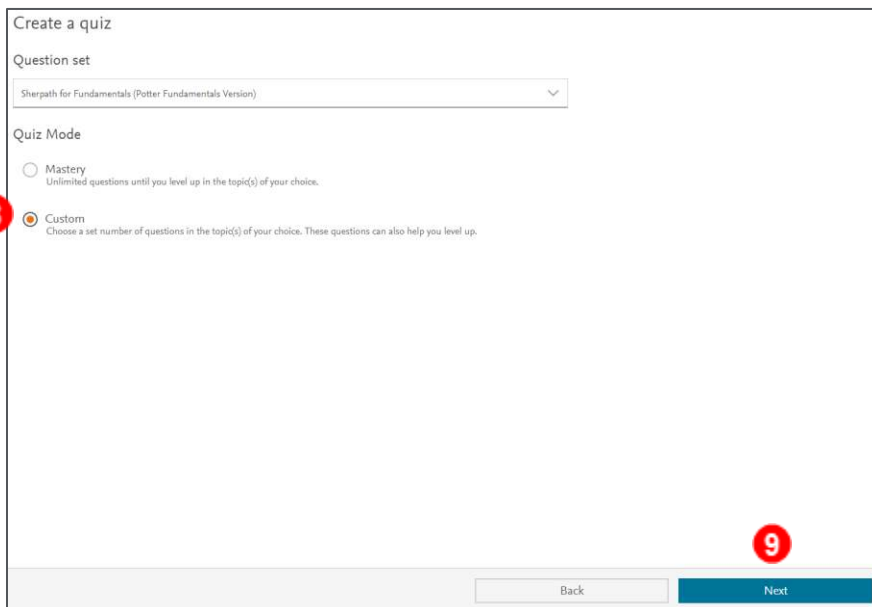 Create a quiz
Question set
Sherpath for Fundamentals (Potter Fundamentals Version)
Quiz Mode
Mastery
Unlimited questions until you level up in the topic(s) of your choice.
Custom
Choose a set number of questions in the topic(s) of your choice. These questions can also help you level up.
9
Back
Next